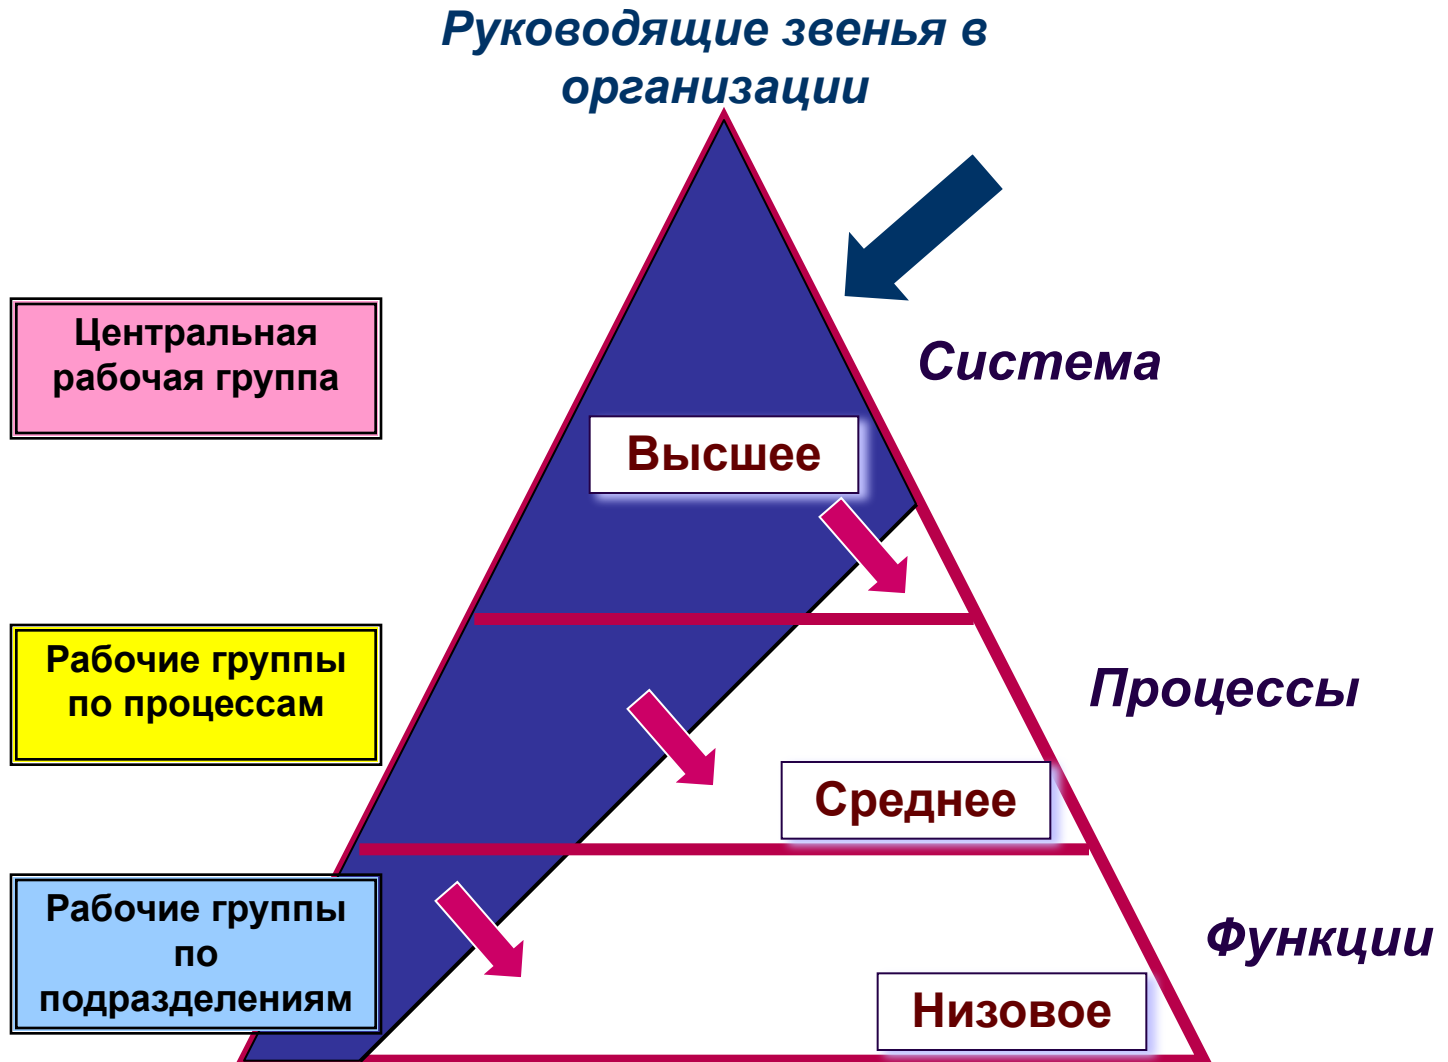 Руководящие звенья в
организации
Центральная
рабочая группа
Система
Высшее
Рабочие группы
по процессам
Процессы
Среднее
Рабочие группы
по
подразделениям
Функции
Низовое